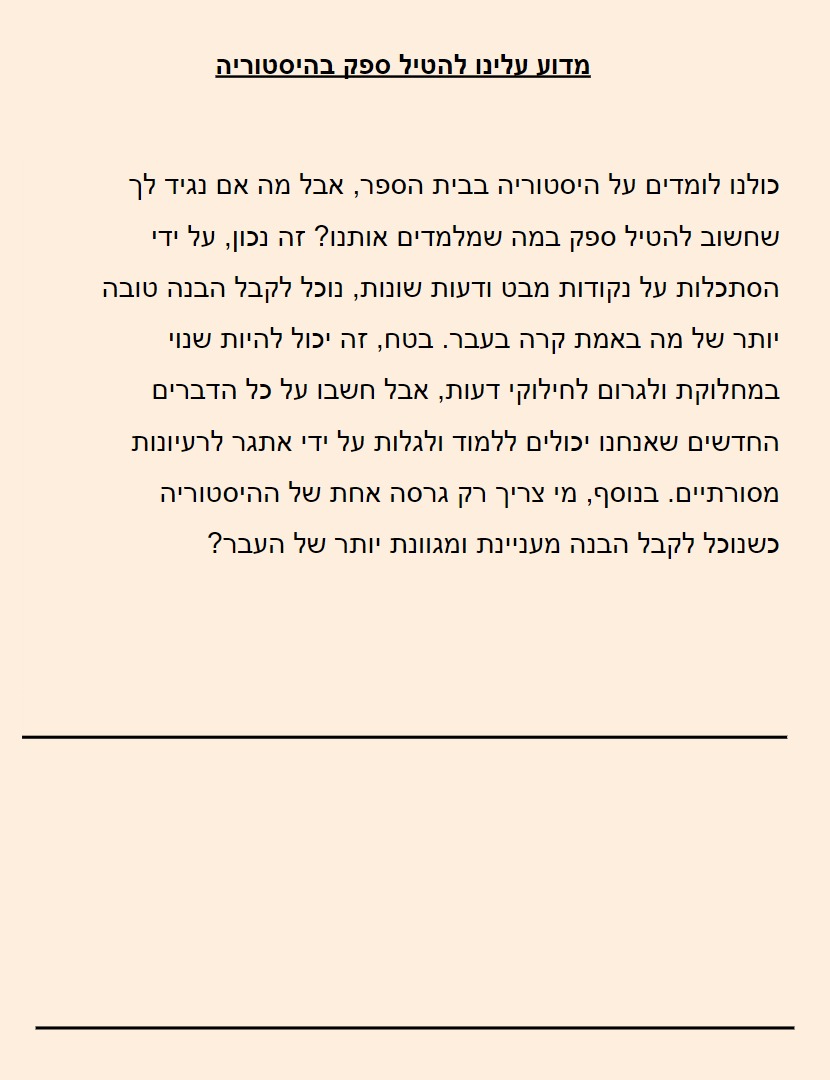 מדוע עלינו להטיל ספק בהיסטוריה
כולנו לומדים על היסטוריה בבית הספר, אבל מה אם נגיד לך
שחשוב להטיל ספק במה שמלמדים אותנו? זה נכון, על ידי
הסתכלות על נקודות מבט ודעות שונות, נוכל לקבל הבנה טובה
יותר של מה באמת קרה בעבר. בטח, זה יכול להיות שנוי
במחלוקת ולגרום לחילוקי דעות, אבל חשבו על כל הדברים
החדשים שאנחנו יכולים ללמוד ולגלות על ידי אתגר לרעיונות
מסורתיים. בנוסף, מי צריך רק גרסה אחת של ההיסטוריה
כשנוכל לקבל הבנה מעניינת ומגוונת יותר של העבר?